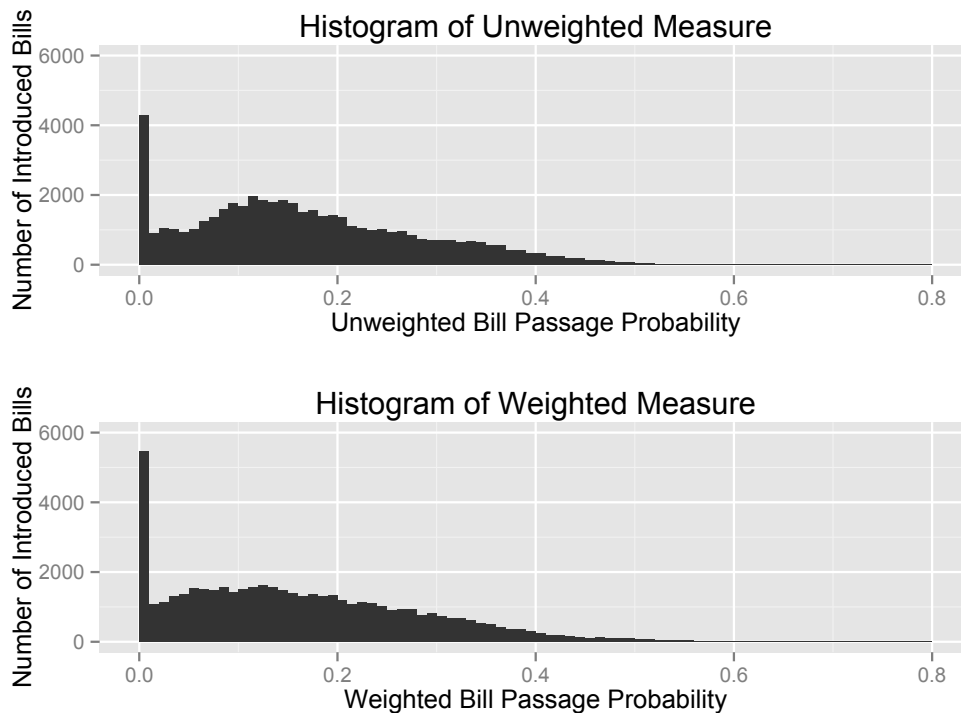 Histogram of Unweighted Measure
Number of Introduced Bills
6000
4000
2000
0
0.0 0.2 0.4 0.6 0.8
Unweighted Bill Passage Probability
Histogram of Weighted Measure
Number of Introduced Bills
6000
4000
2000
0
0.0 0.2 0.4 0.6 0.8
Weighted Bill Passage Probability